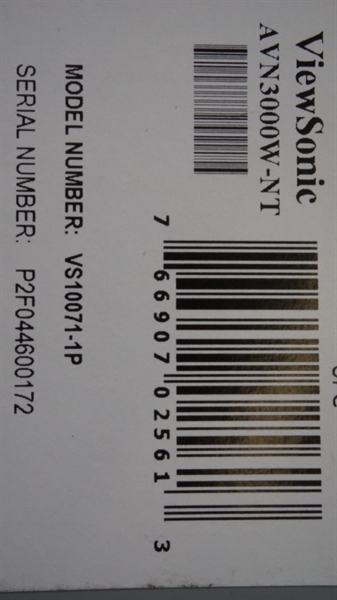 ViewSonic
AVN3000W-NT
7 66907 02561 3
MODEL NUMBER: VS10071-1P
SERIAL NUMBER: P2F044600172